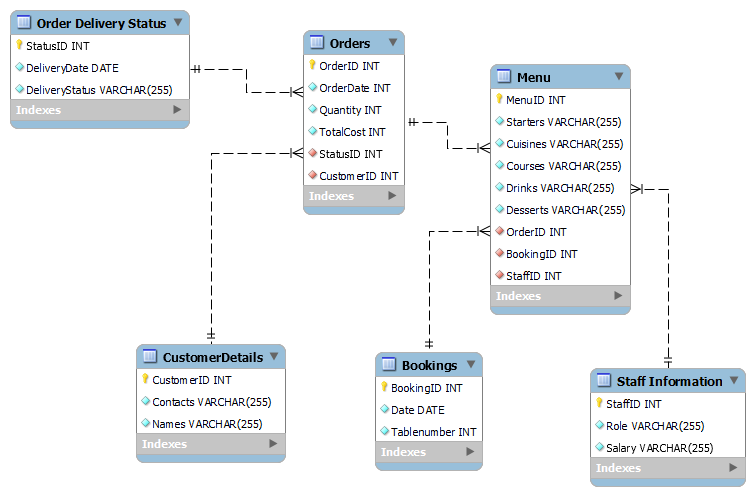 Order Delivery Status
StatusID INT
DeliveryDate DATE
DeliveryStatus VARCHAR(255)
Indexes
Orders
OrderID INT
OrderDate INT
Quantity INT
TotalCost INT
StatusID INT
CustomerID INT
Indexes
Menu
MenuID INT
Starters VARCHAR(255)
Cuisines VARCHAR(255)
Courses VARCHAR(255)
Drinks VARCHAR(255)
Desserts VARCHAR(255)
OrderID INT
BookingID INT
StaffID INT
Indexes
CustomerDetails
CustomerID INT
Contacts VARCHAR(255)
Names VARCHAR(255)
Indexes
Bookings
BookingID INT
Date DATE
Tablenumber INT
Indexes
Staff Information
StaffID INT
Role VARCHAR(255)
Salary VARCHAR(255)
Indexes